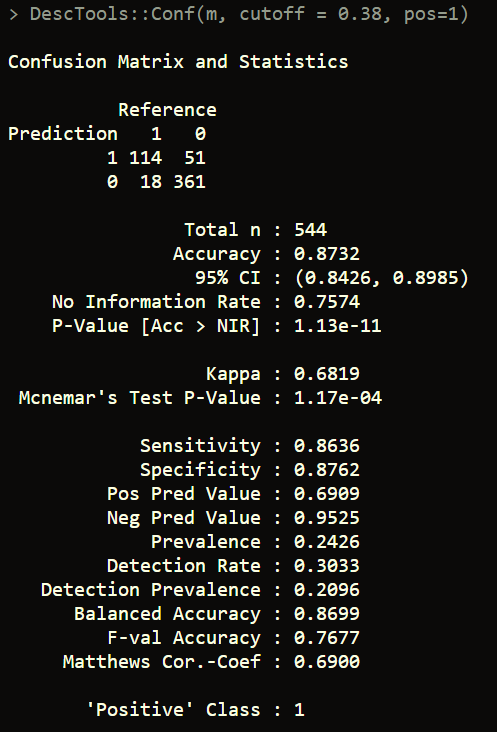 > DescTools::Conf(m, cutoff = 0.38, pos=1)
Confusion Matrix and Statistics
Reference
Prediction 1 0
1 114 51
0 18 361
Total n : 544
Accuracy : 0.8732
95% CI : (0.8426, 0.8985)
No Information Rate : 0.7574
P-Value [Acc > NIR] : 1.13e-11
Kappa : 0.6819
Mcnemar's Test P-Value : 1.17e-04
Sensitivity : 0.8636
Specificity : 0.8762
Pos Pred Value : 0.6909
Neg Pred Value : 0.9525
Prevalence : 0.2426
Detection Rate : 0.3033
Detection Prevalence : 0.2096
Balanced Accuracy : 0.8699
F-val Accuracy : 0.7677
Matthews Cor.-Coef : 0.6900
'Positive' Class : 1